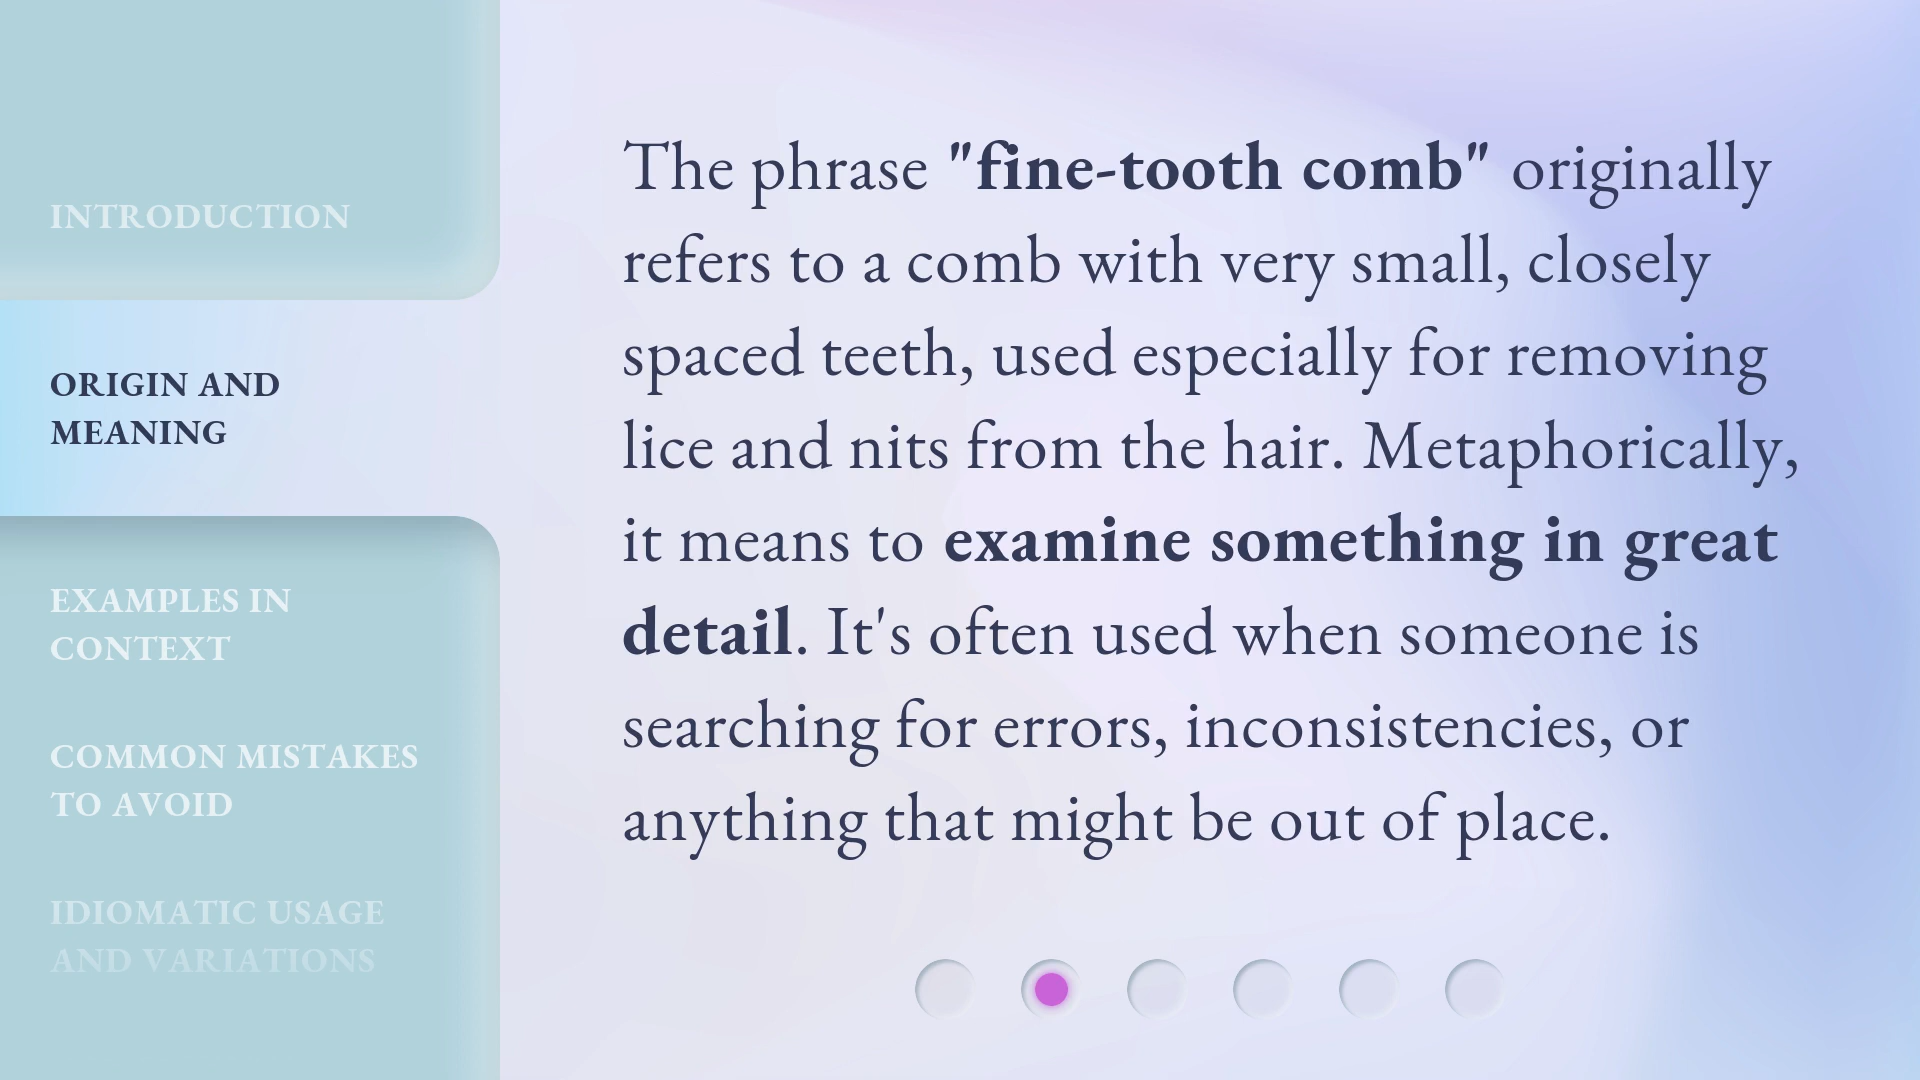 INTRODUCTION
ORIGIN AND
MEANING
EXAMPLES IN
CONTEXT
COMMON MISTAKES
TO AVOID
IDIOMATIC USAGE
AND VARIATIONS
The phrase "fine-tooth comb" originally
refers to a comb with very small, closely
spaced teeth, used especially for removing
lice and nits from the hair. Metaphorically,
it means to examine something in great
detail. It's often used when someone is
searching for errors, inconsistencies, or
anything that might be out of place.